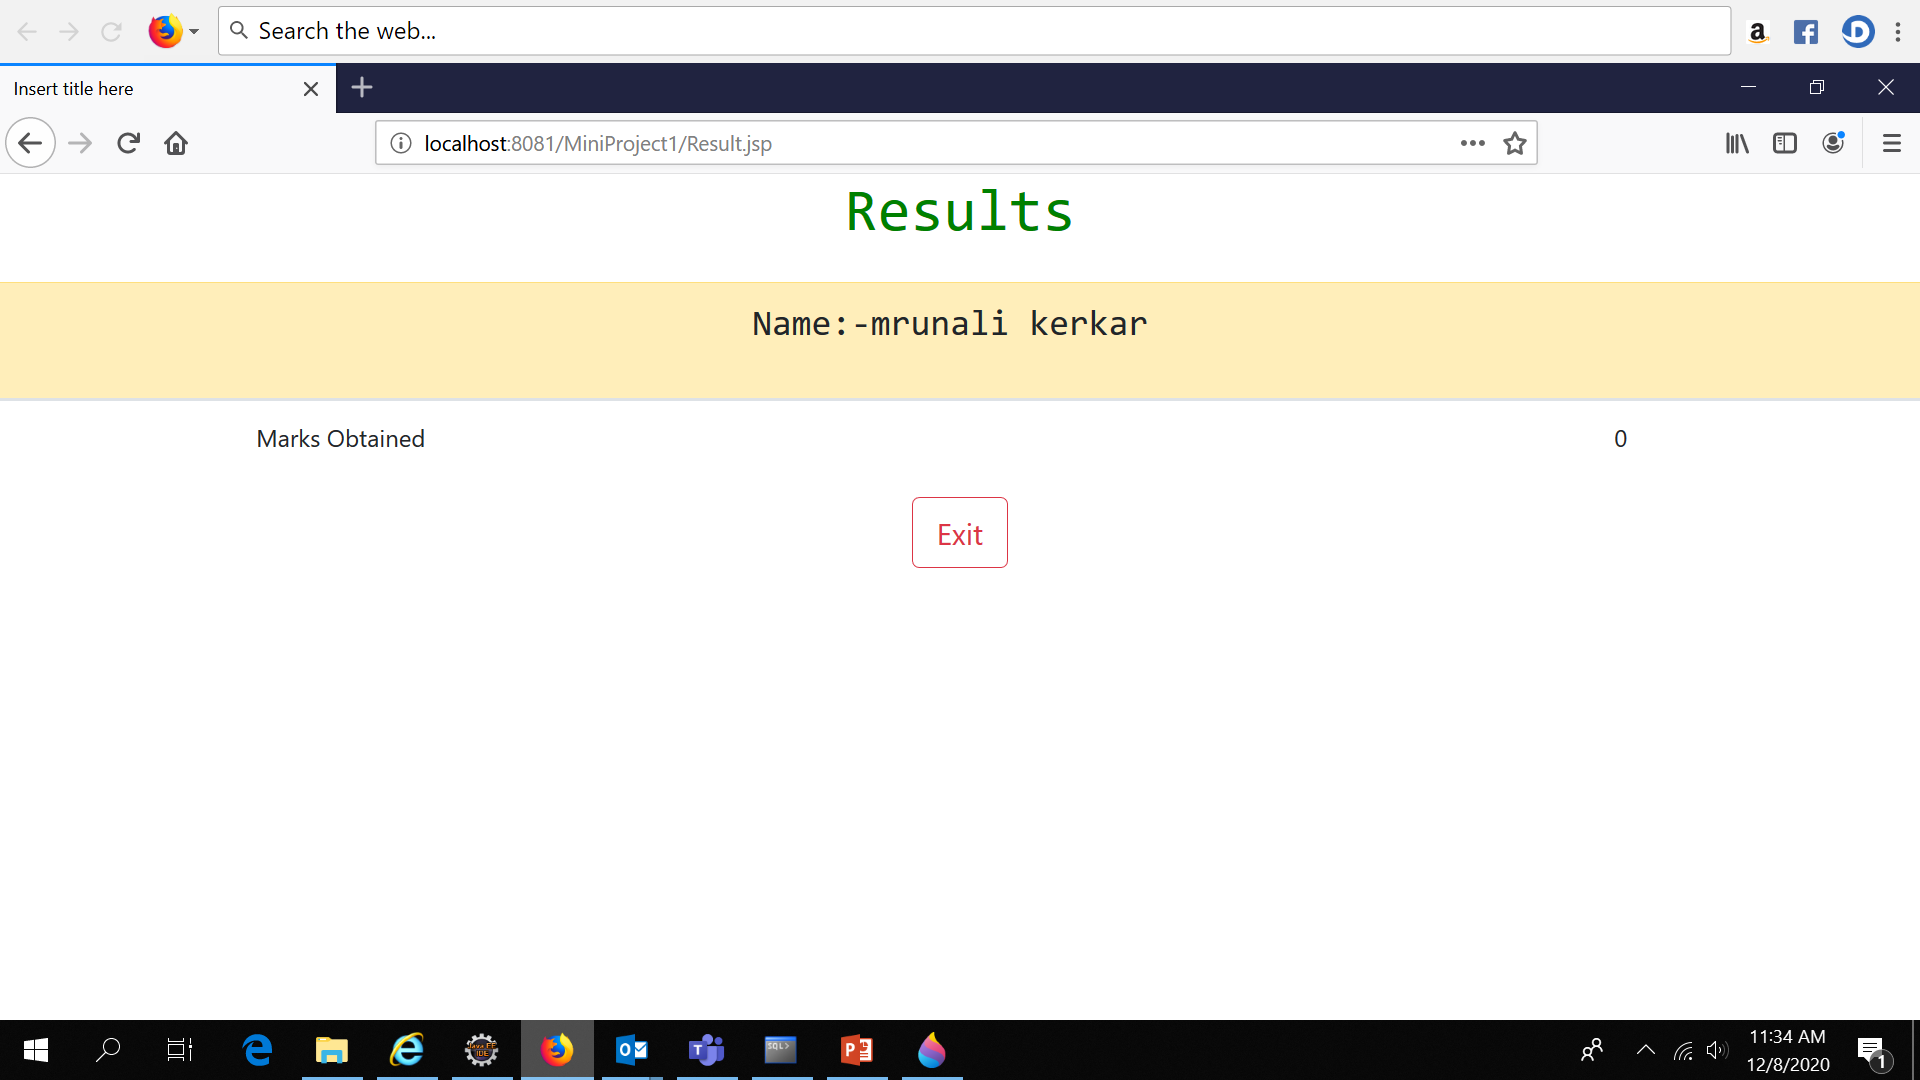 Search the web...
Insert title here
localhost:8081/MiniProject1/Result.jsp
Results
Name:-mrunali kerkar
Marks Obtained 0
Exit
11:34 AM
12/8/2020
1